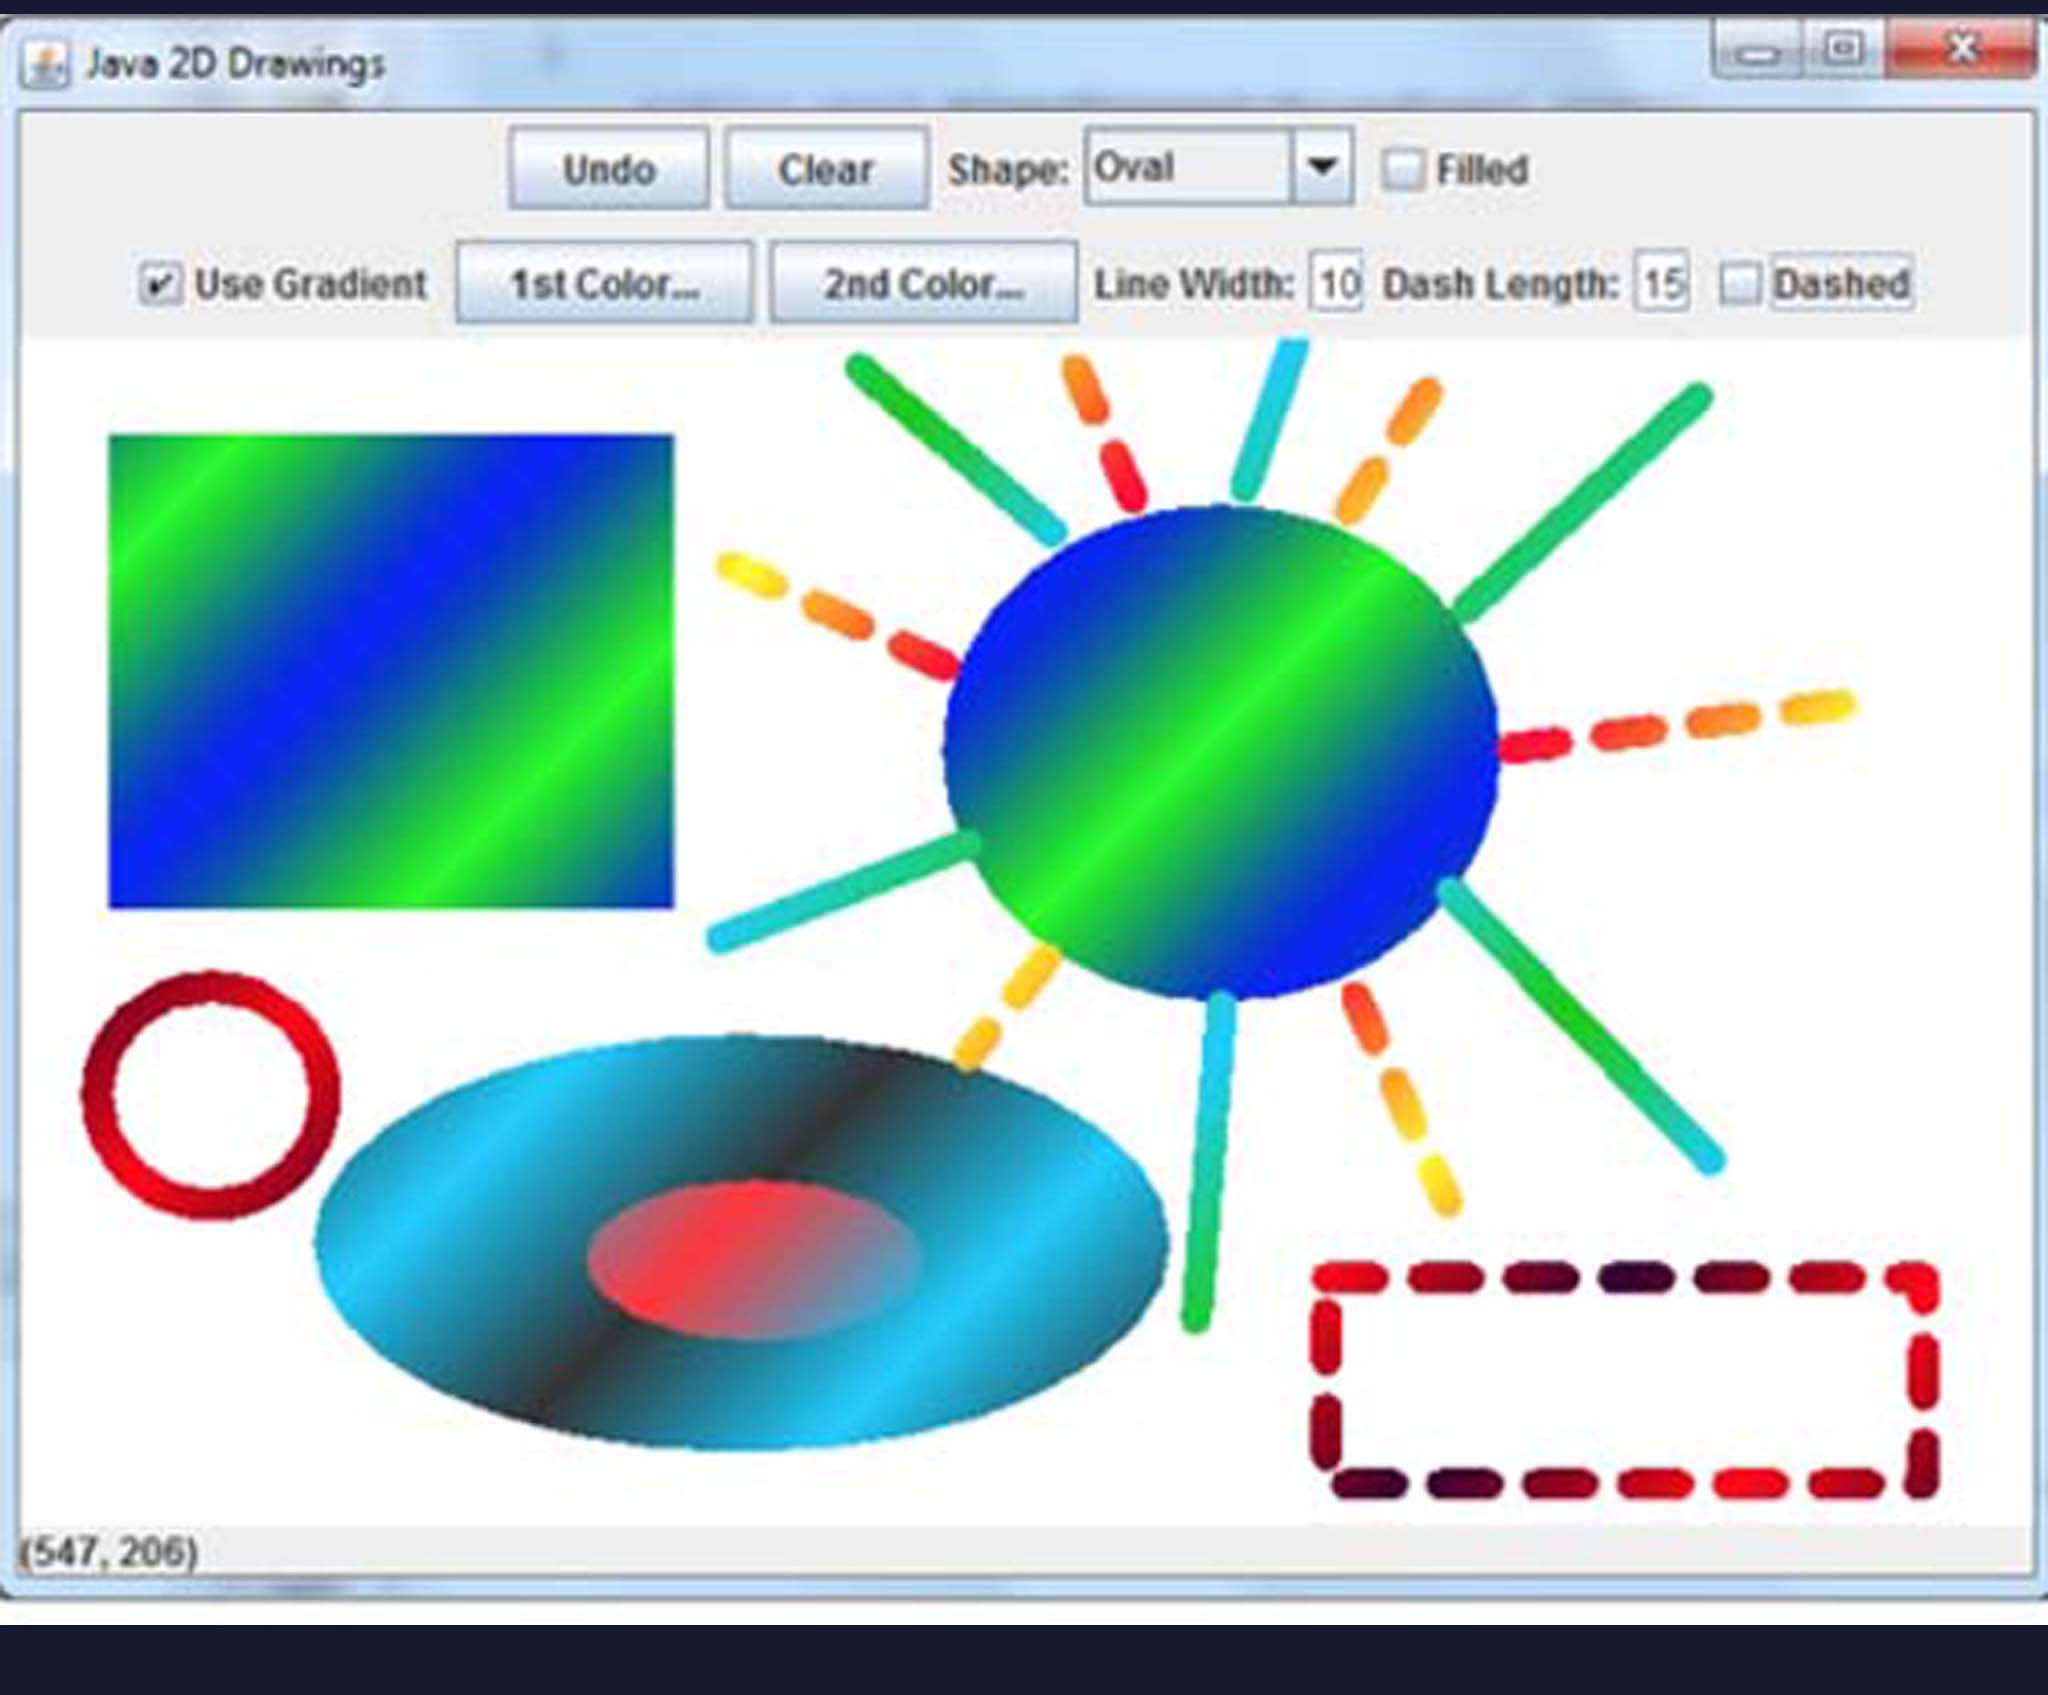 Java 2D Drawings
Undo Clear Shape: Oval Filled
Use Gradient 1st Color... 2nd Color... Line Width: 10 Dash Length: 15 Dashed
(547, 206)